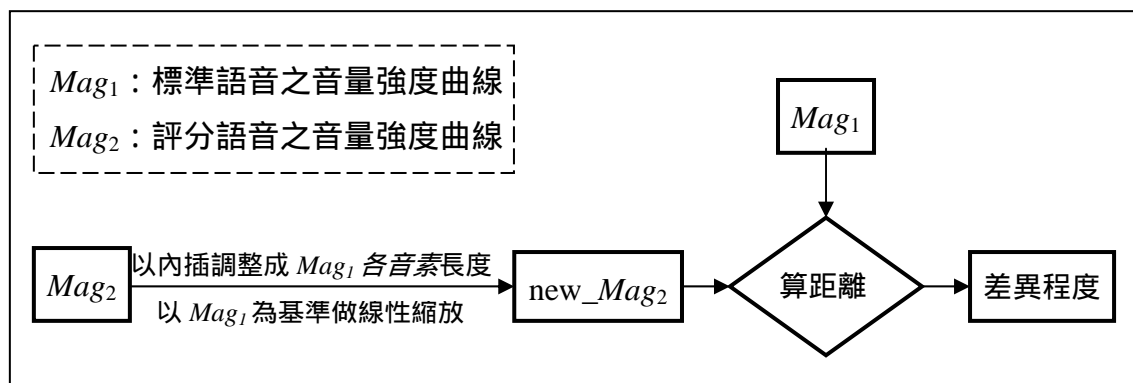 Mag₁：標準語音之音量強度曲線
Mag₂：評分語音之音量強度曲線
Mag₁
Mag₂
以內插調整成 Mag₁ 各音素長度
以 Mag₁ 為基準做線性縮放
new_Mag₂
算距離
差異程度